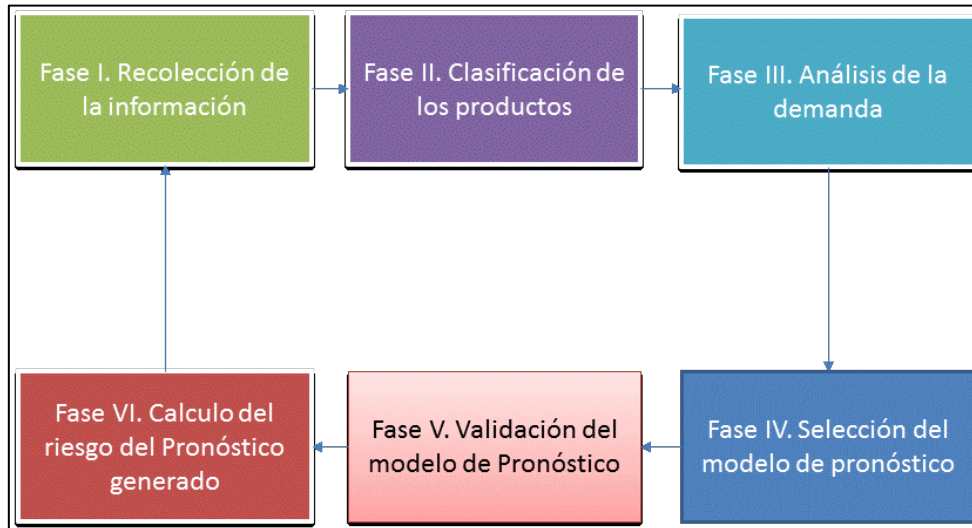 Fase I. Recolección de
la información
Fase II. Clasificación de
los productos
Fase III. Análisis de la
demanda
Fase IV. Selección del
modelo de pronóstico
Fase V. Validación del
modelo de Pronóstico
Fase VI. Calculo del
riesgo del Pronóstico
generado